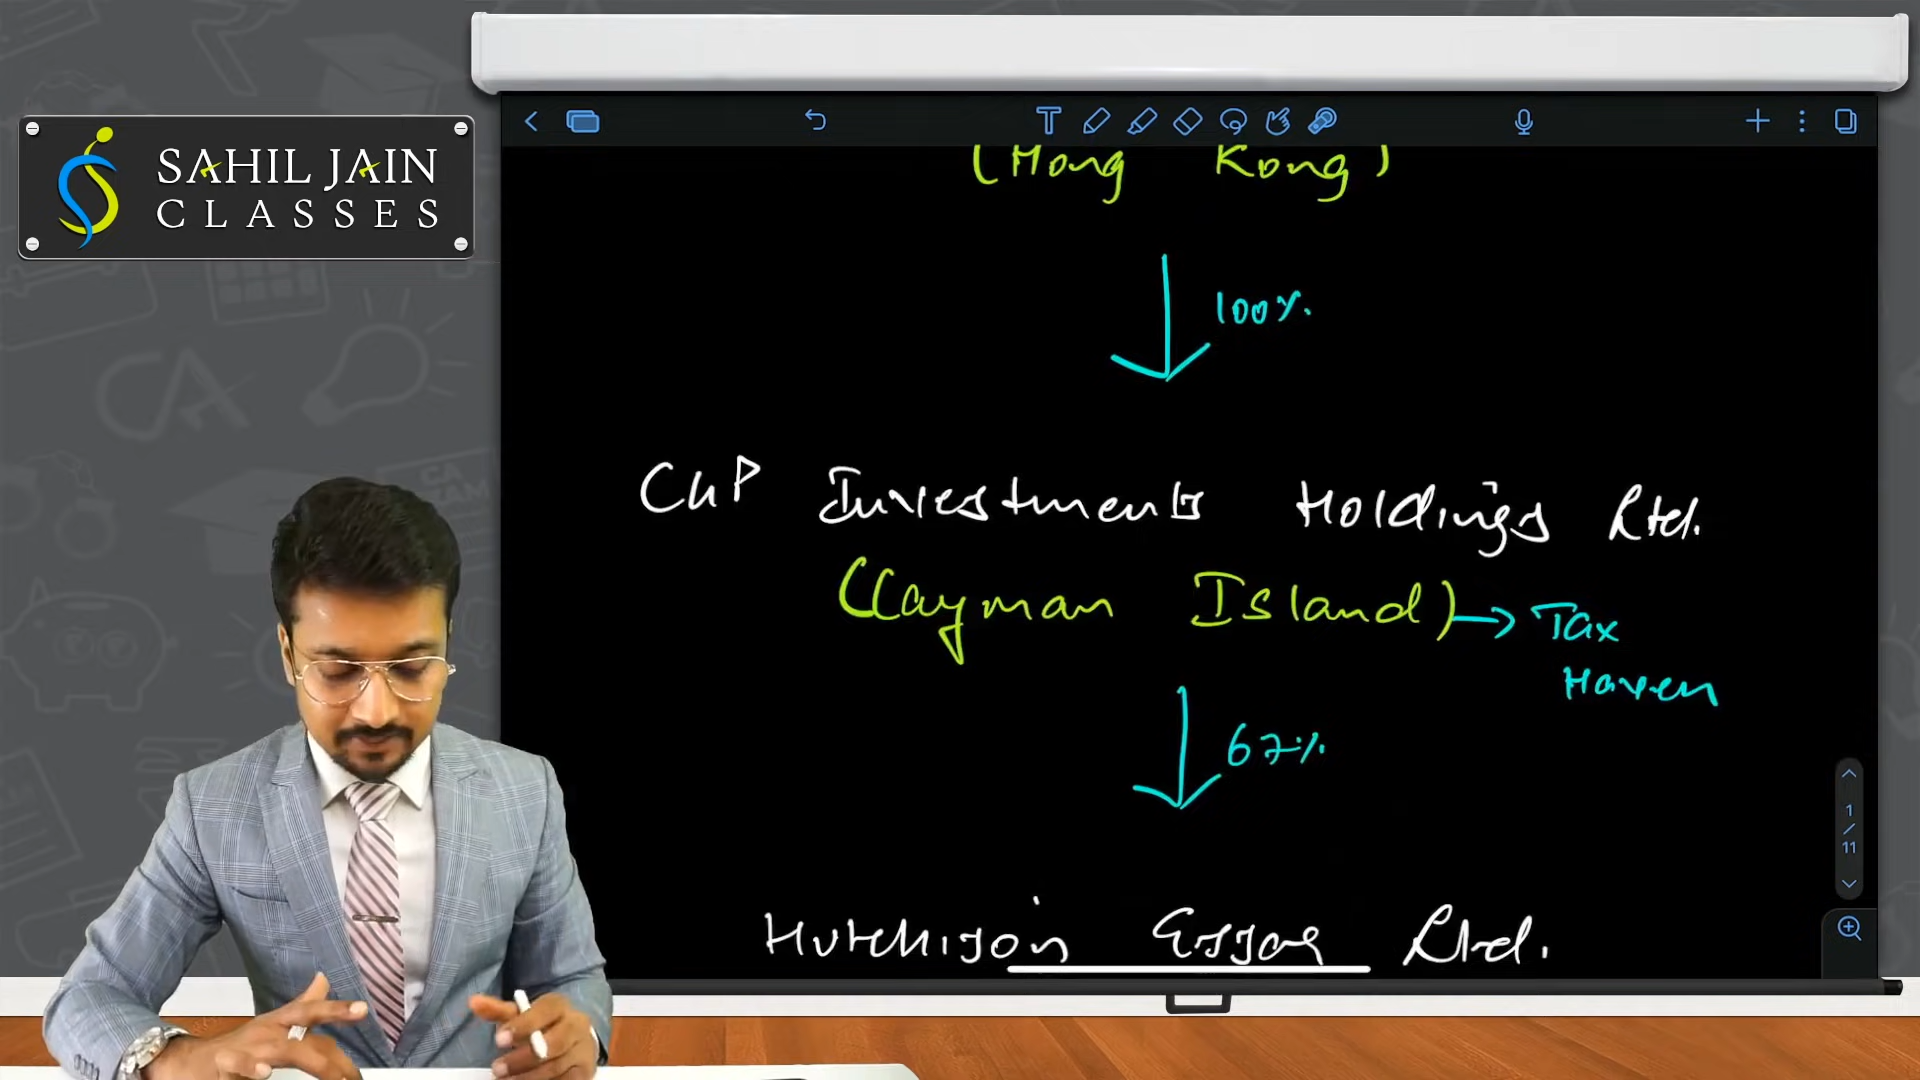 SAHIL JAIN
CLASSES
(Hong Kong)
100%.
CGP Investments Holdings Ltd.
(Cayman Island) → Tax
Haven
67%.
Hutchison Essar Ltd.
1
/
11